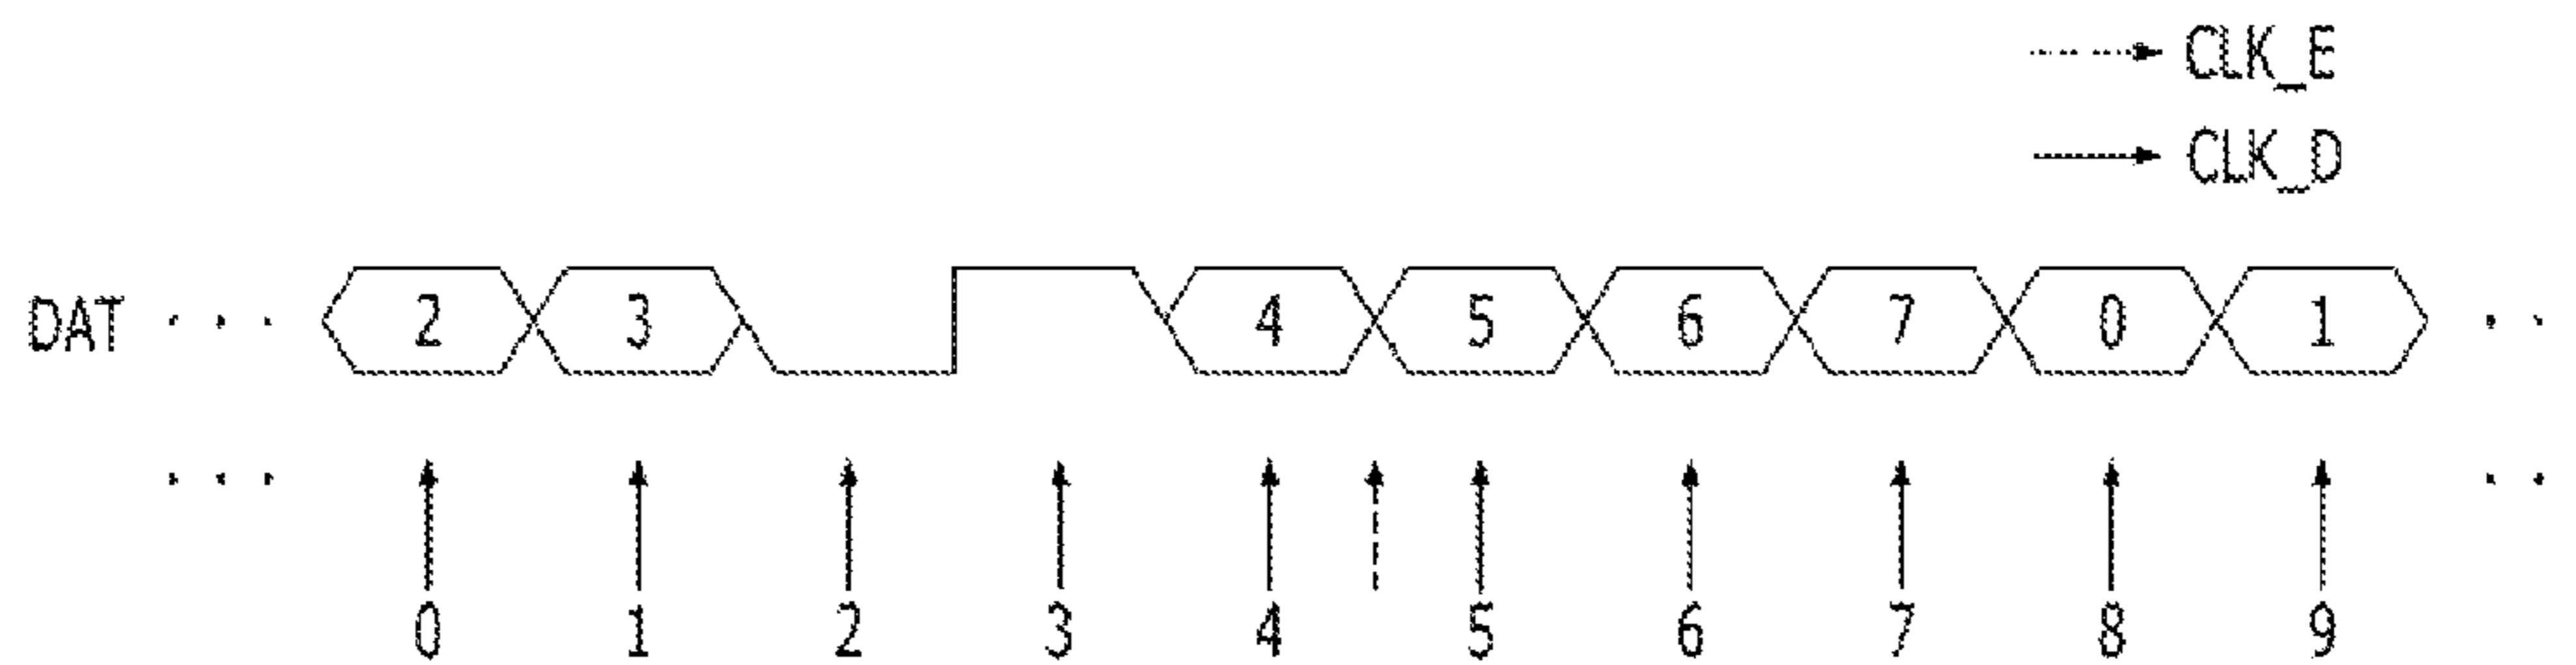 CLK_E
CLK_D
DAT ··· 2 3 4 5 6 7 0 1 ··
··· ··
0 1 2 3 4 5 6 7 8 9